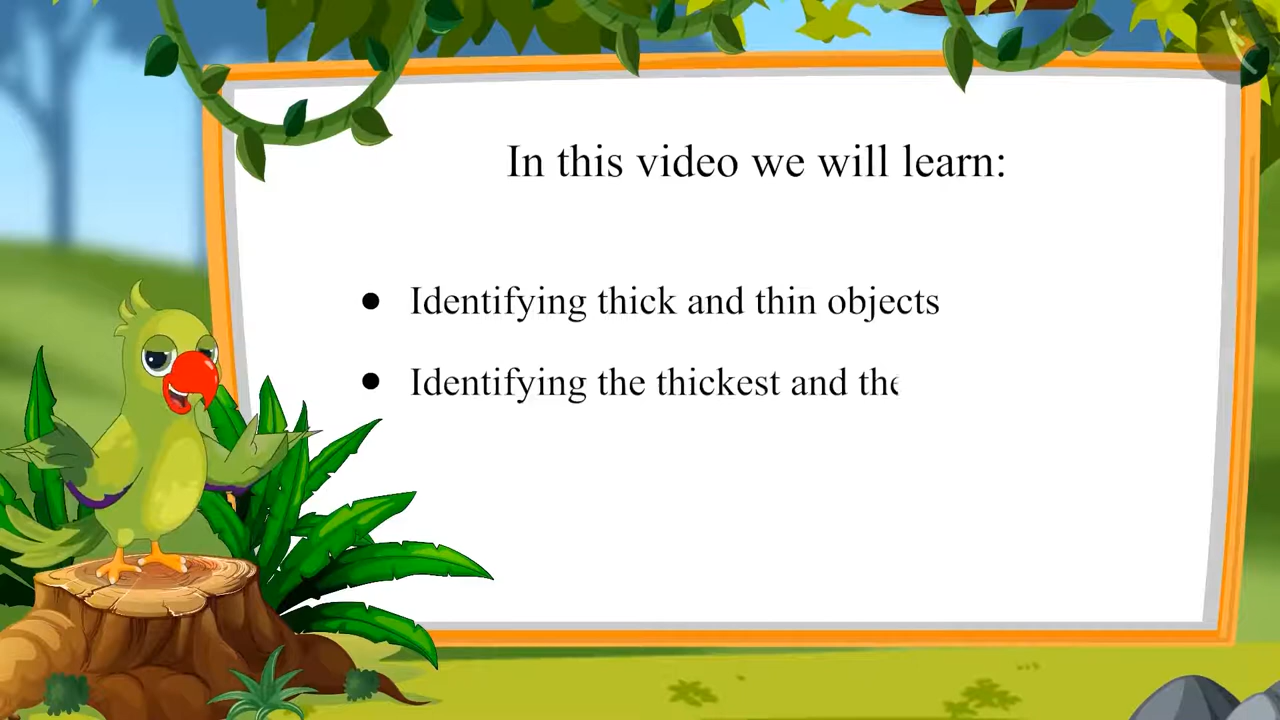 In this video we will learn:
● Identifying thick and thin objects
● Identifying the thickest and the